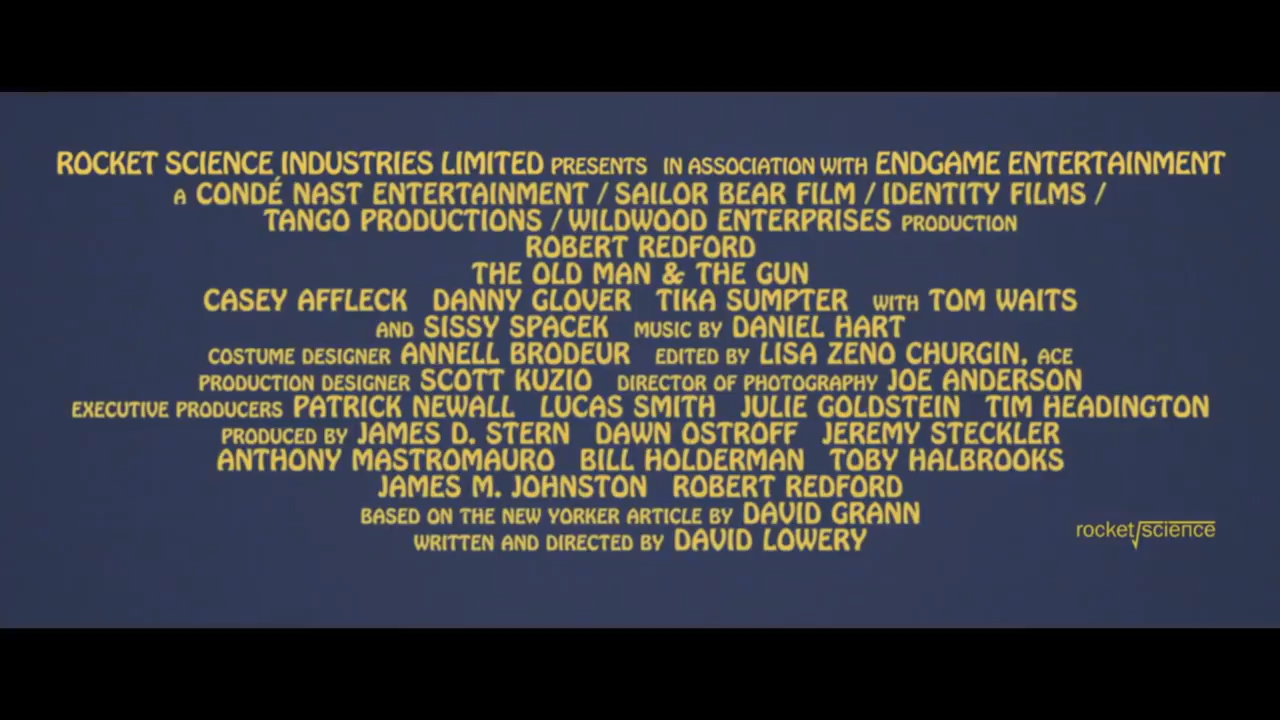 ROCKET SCIENCE INDUSTRIES LIMITED PRESENTS IN ASSOCIATION WITH ENDGAME ENTERTAINMENT
A CONDÉ NAST ENTERTAINMENT / SAILOR BEAR FILM / IDENTITY FILMS /
TANGO PRODUCTIONS / WILDWOOD ENTERPRISES PRODUCTION
ROBERT REDFORD
THE OLD MAN & THE GUN
CASEY AFFLECK DANNY GLOVER TIKA SUMPTER WITH TOM WAITS
AND SISSY SPACEK MUSIC BY DANIEL HART
COSTUME DESIGNER ANNELL BRODEUR EDITED BY LISA ZENO CHURGIN, ACE
PRODUCTION DESIGNER SCOTT KUZIO DIRECTOR OF PHOTOGRAPHY JOE ANDERSON
EXECUTIVE PRODUCERS PATRICK NEWALL LUCAS SMITH JULIE GOLDSTEIN TIM HEADINGTON
PRODUCED BY JAMES D. STERN DAWN OSTROFF JEREMY STECKLER
ANTHONY MASTROMAURO BILL HOLDERMAN TOBY HALBROOKS
JAMES M. JOHNSTON ROBERT REDFORD
BASED ON THE NEW YORKER ARTICLE BY DAVID GRANN
WRITTEN AND DIRECTED BY DAVID LOWERY
rocket science